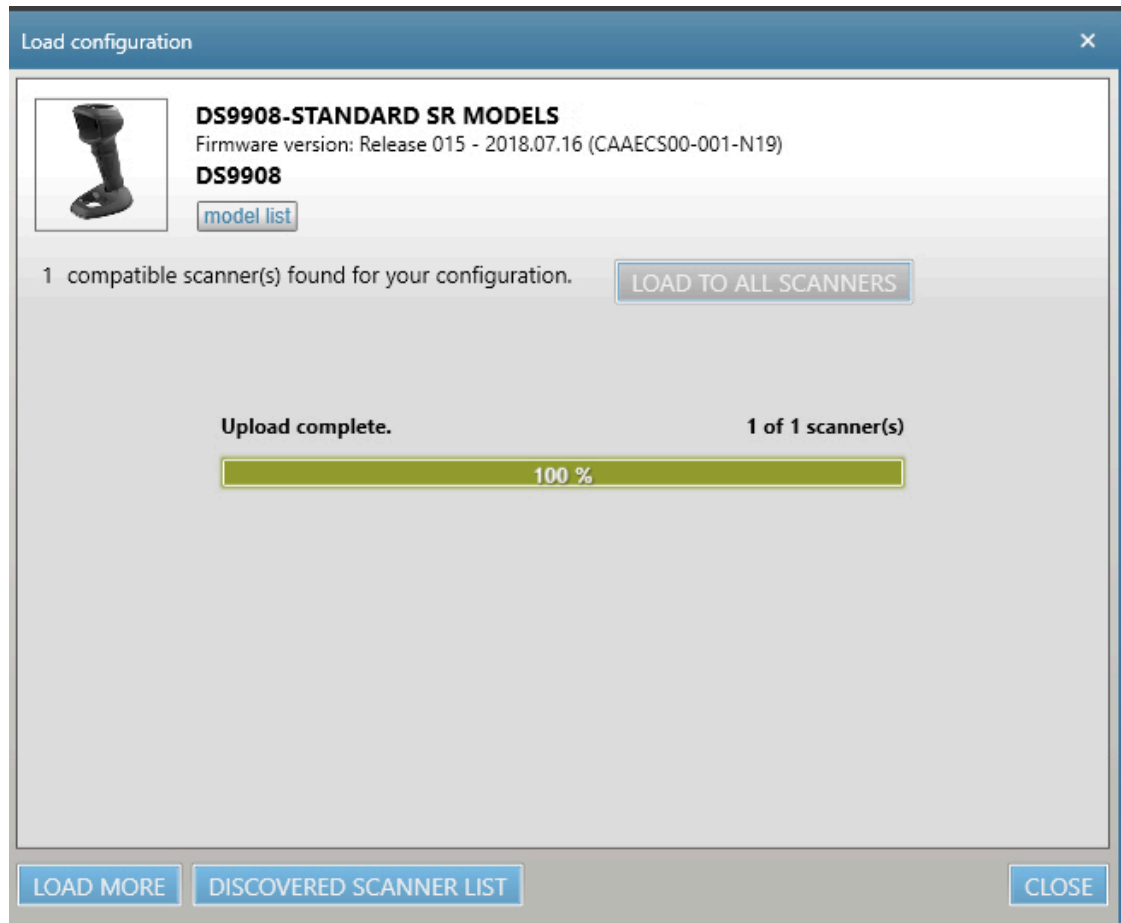 Load configuration
×
DS9908-STANDARD SR MODELS
Firmware version: Release 015 - 2018.07.16 (CAAECS00-001-N19)
DS9908
model list
1 compatible scanner(s) found for your configuration.
LOAD TO ALL SCANNERS
Upload complete.
1 of 1 scanner(s)
100 %
LOAD MORE
DISCOVERED SCANNER LIST
CLOSE